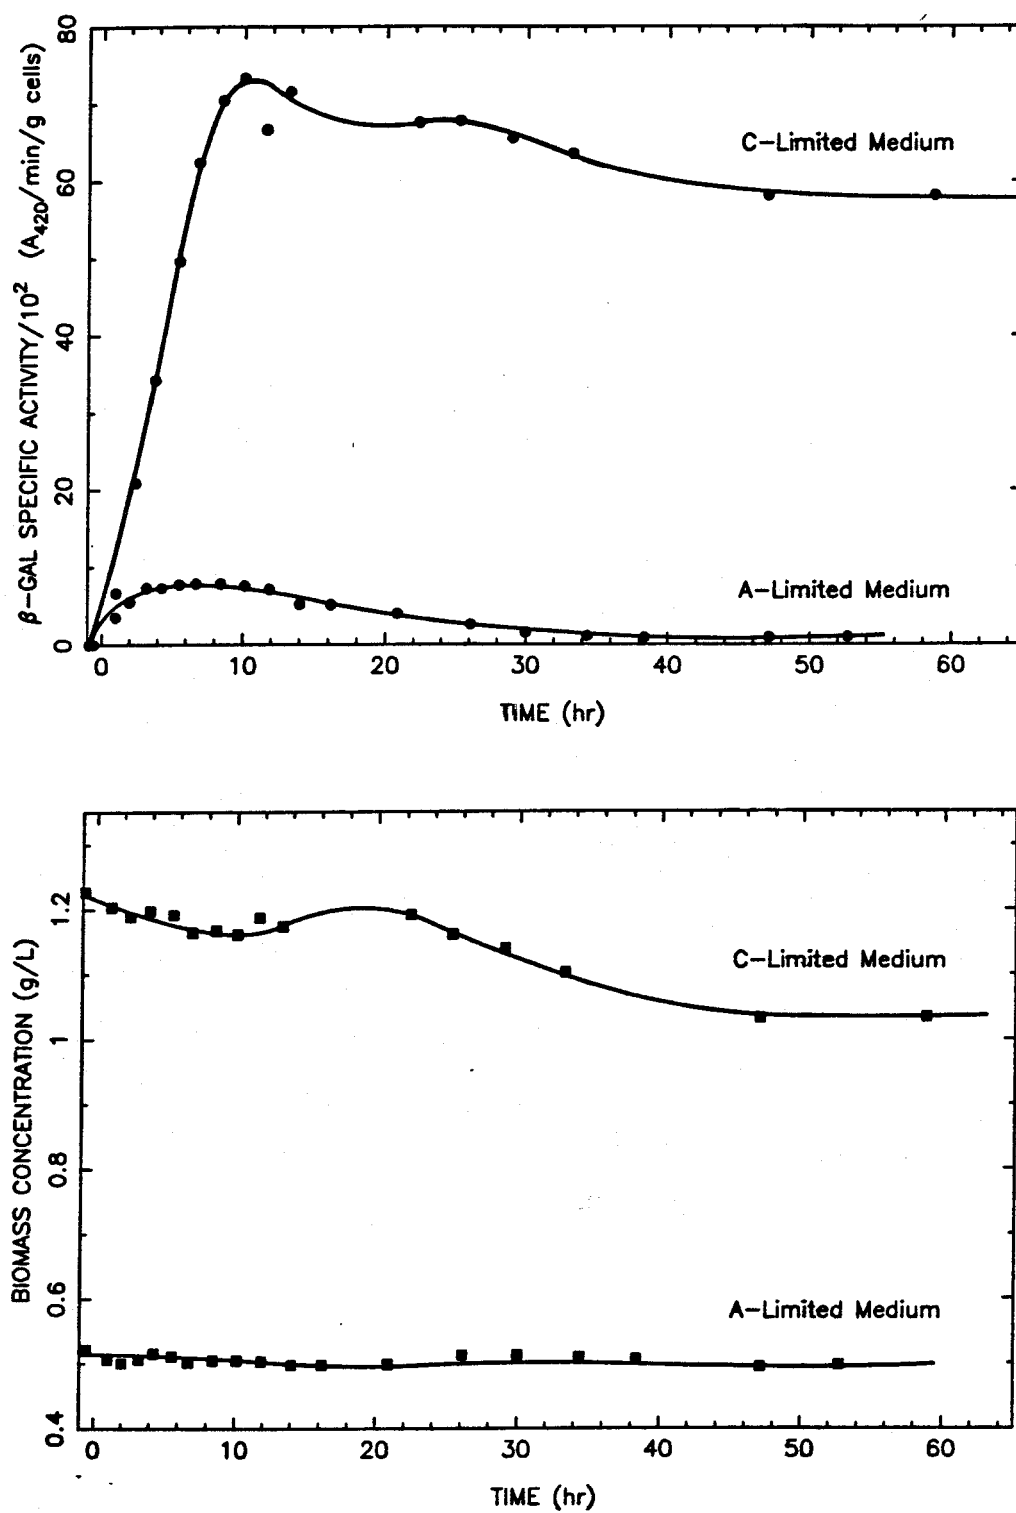 β-GAL SPECIFIC ACTIVITY/10² (A₄₂₀/min/g cells)
80
60
40
20
0
C-Limited Medium
A-Limited Medium
0 10 20 30 40 50 60
TIME (hr)
BIOMASS CONCENTRATION (g/L)
1.2
1
0.8
0.6
0.4
C-Limited Medium
A-Limited Medium
0 10 20 30 40 50 60
TIME (hr)